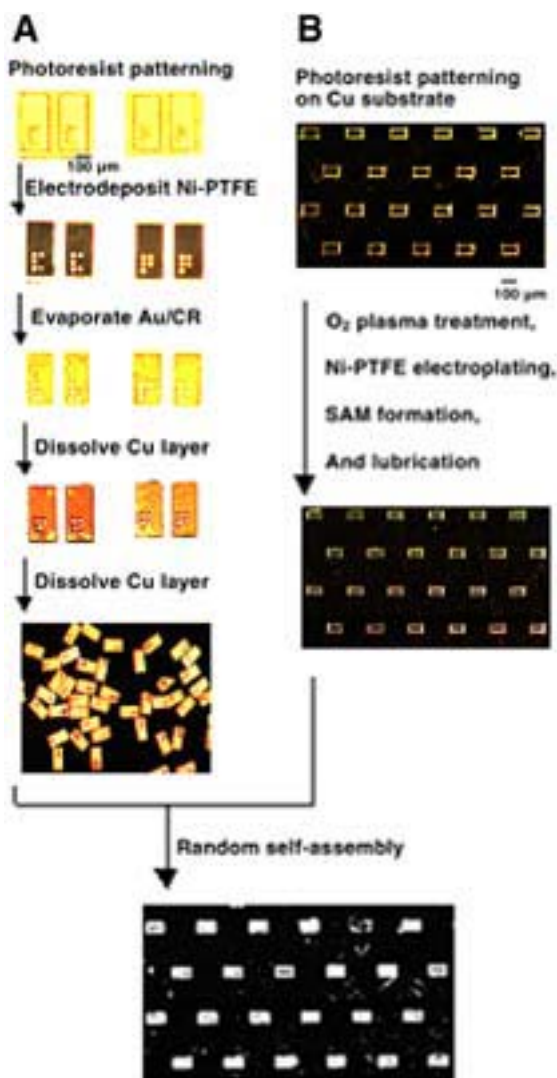 A
Photoresist patterning
100 µm
Electrodeposit Ni-PTFE
Evaporate Au/CR
Dissolve Cu layer
Dissolve Cu layer
B
Photoresist patterning
on Cu substrate
100 µm
O₂ plasma treatment,
Ni-PTFE electroplating,
SAM formation,
And lubrication
Random self-assembly